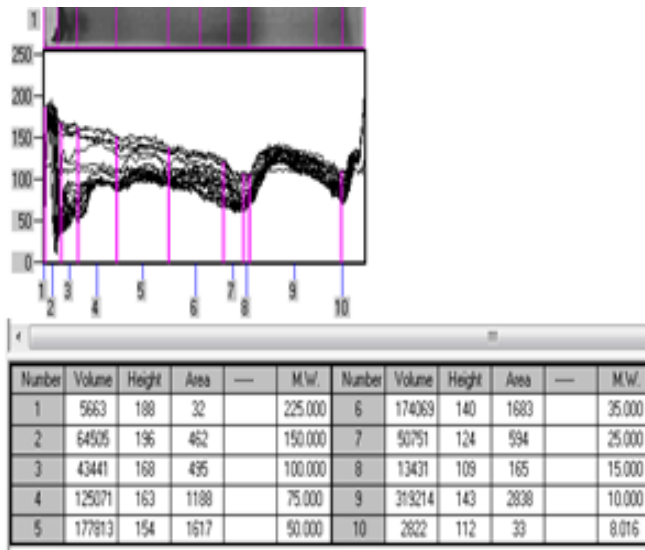 1
250
200
150
100
50
0
1 2 3 4 5 6 7 8 9 10
Number Volume Height Area — M.W. Number Volume Height Area — M.W.
1 5663 188 32 225.000 6 174069 140 1683 35.000
2 64505 196 462 150.000 7 50751 124 594 25.000
3 43441 168 495 100.000 8 13431 109 165 15.000
4 125071 163 1188 75.000 9 319214 143 2838 10.000
5 177813 154 1617 50.000 10 2822 112 33 8.016